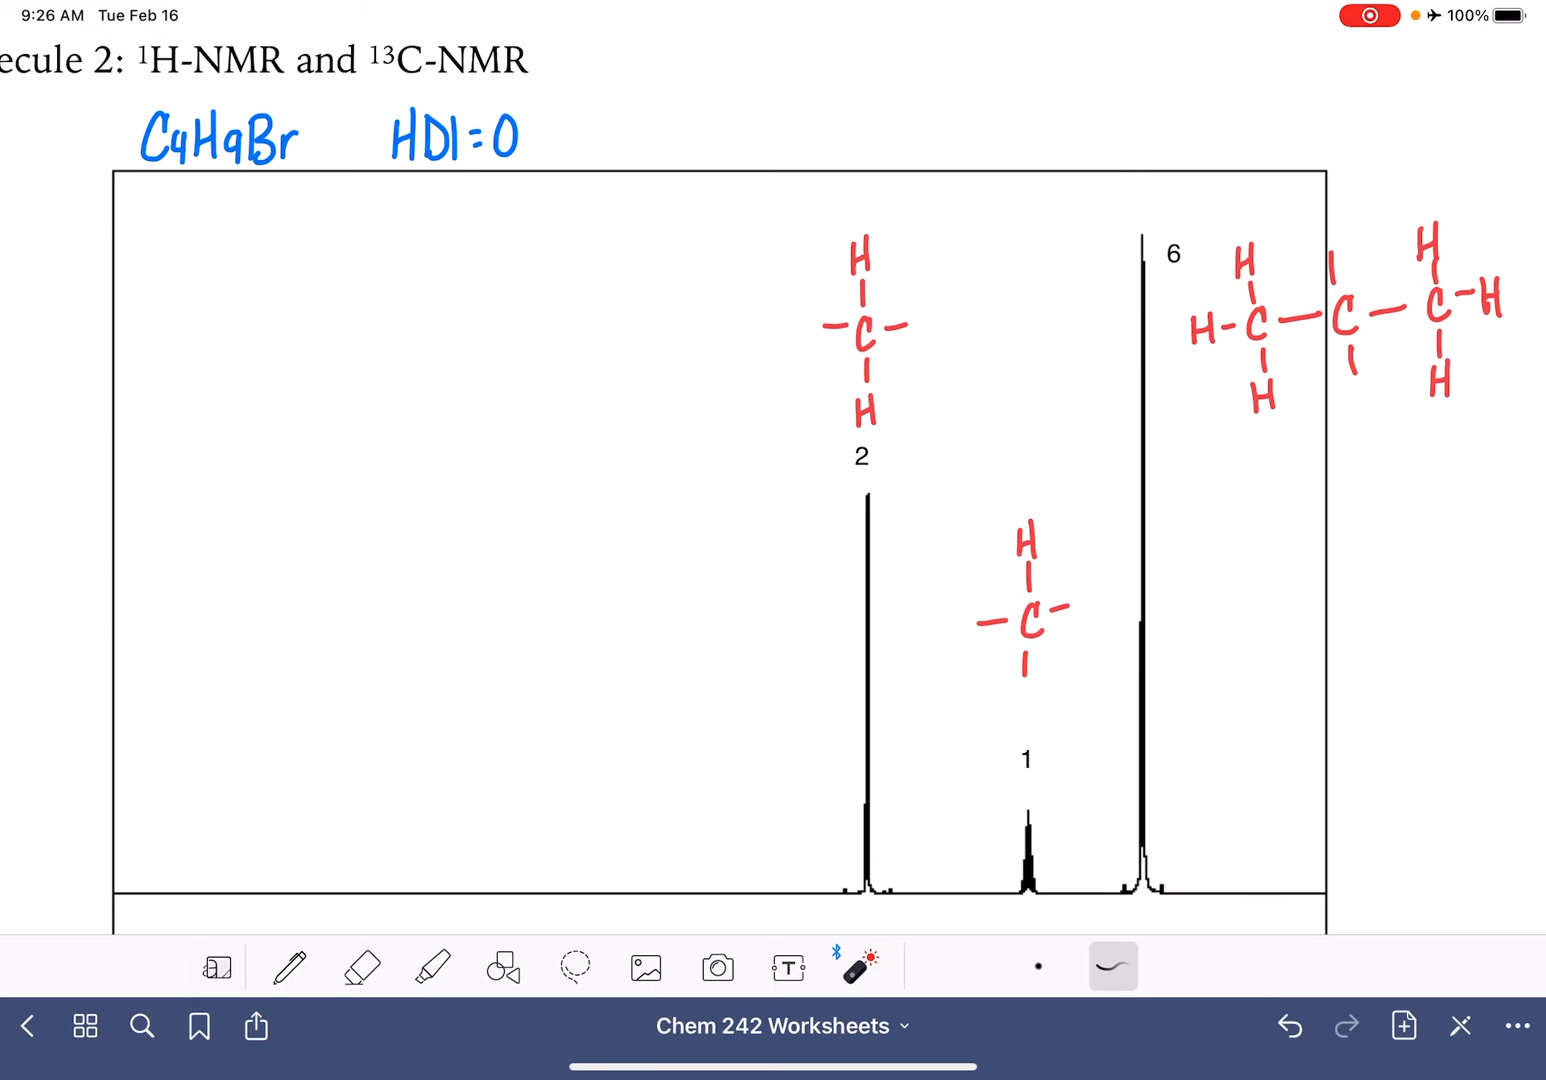 9:26 AM Tue Feb 16 100%
ecule 2: ¹H-NMR and ¹³C-NMR
C₄H₉Br HDI=0
H
H H
6
H-C-C-C-H
-C-
H H
H
2
H
-C-
1
a T
Chem 242 Worksheets